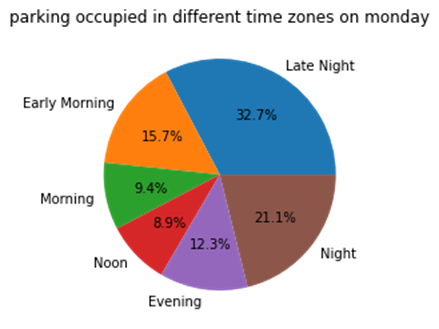 parking occupied in different time zones on monday
Late Night
32.7%
Early Morning
15.7%
Morning
9.4%
Noon
8.9%
Evening
12.3%
Night
21.1%